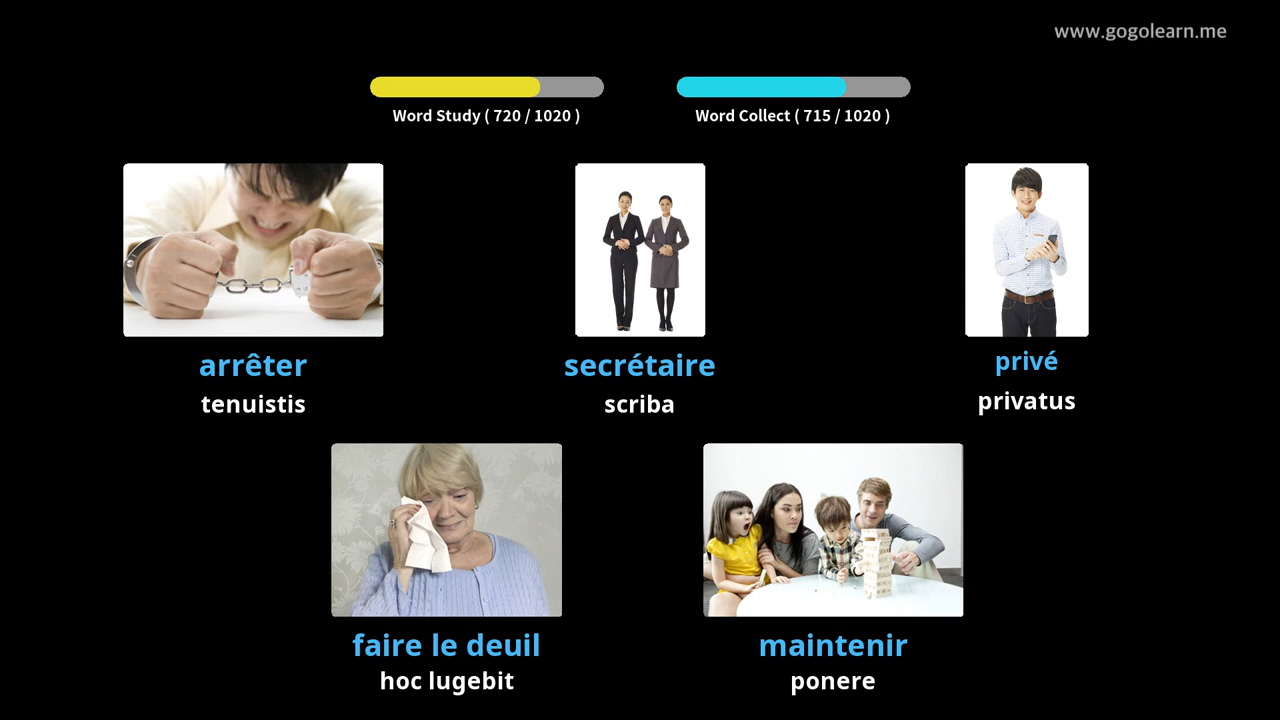 www.gogolearn.me
Word Study ( 720 / 1020 )
Word Collect ( 715 / 1020 )
arrêter
tenuistis
secrétaire
scriba
privé
privatus
faire le deuil
hoc lugebit
maintenir
ponere